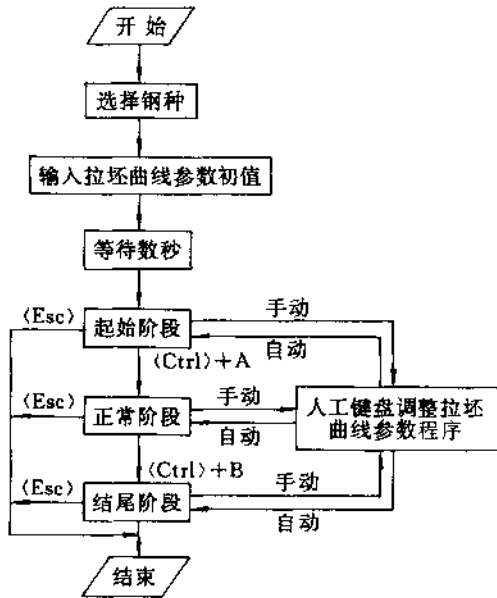 开始
选择钢种
输入拉坯曲线参数初值
等待数秒
(Esc)
起始阶段
手动
自动
(Ctrl)+A
(Esc)
正常阶段
手动
自动
人工键盘调整拉坯
曲线参数程序
(Ctrl)+B
(Esc)
结尾阶段
手动
自动
结束